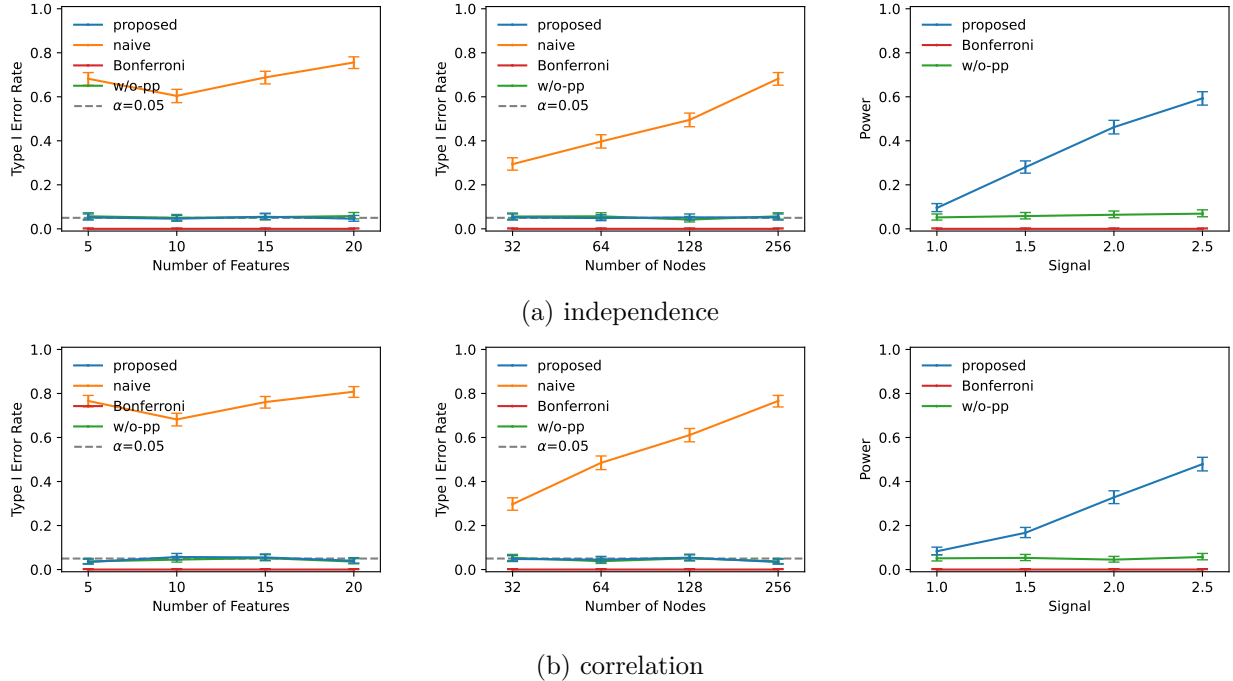 1.0
0.8
0.6
0.4
0.2
0.0
Type I Error Rate
proposed
naive
Bonferroni
w/o-pp
α=0.05
5 10 15 20
Number of Features
1.0
0.8
0.6
0.4
0.2
0.0
Type I Error Rate
proposed
naive
Bonferroni
w/o-pp
α=0.05
32 64 128 256
Number of Nodes
1.0
0.8
0.6
0.4
0.2
0.0
Power
proposed
Bonferroni
w/o-pp
1.0 1.5 2.0 2.5
Signal
(a) independence
1.0
0.8
0.6
0.4
0.2
0.0
Type I Error Rate
proposed
naive
Bonferroni
w/o-pp
α=0.05
5 10 15 20
Number of Features
1.0
0.8
0.6
0.4
0.2
0.0
Type I Error Rate
proposed
naive
Bonferroni
w/o-pp
α=0.05
32 64 128 256
Number of Nodes
1.0
0.8
0.6
0.4
0.2
0.0
Power
proposed
Bonferroni
w/o-pp
1.0 1.5 2.0 2.5
Signal
(b) correlation